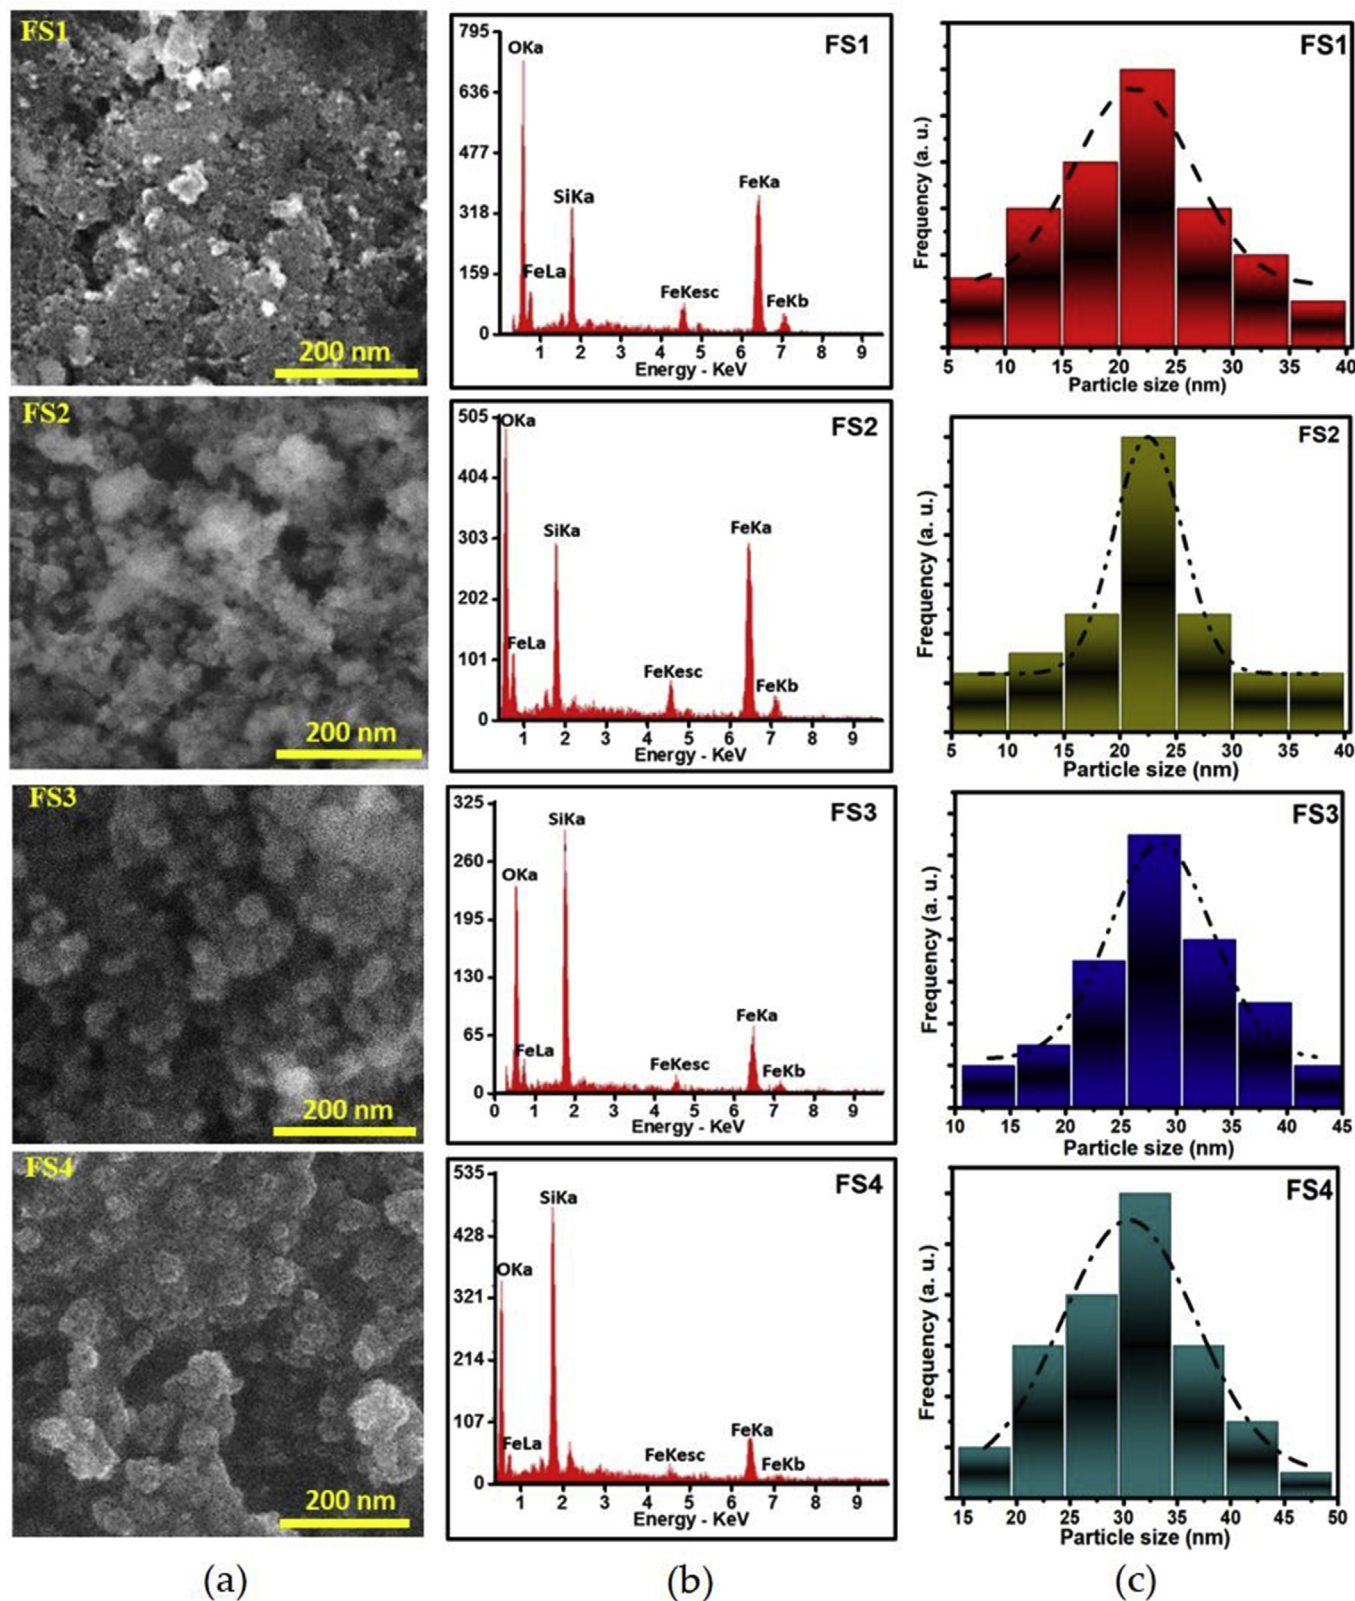 FS1
200 nm
795
636
477
318
159
0
OKa
FeLa
SiKa
FeKesc
FeKa
FeKb
FS1
1 2 3 4 5 6 7 8 9
Energy - KeV
Frequency (a. u.)
FS1
5 10 15 20 25 30 35 40
Particle size (nm)
FS2
200 nm
505
404
303
202
101
0
OKa
FeLa
SiKa
FeKesc
FeKa
FeKb
FS2
1 2 3 4 5 6 7 8 9
Energy - KeV
Frequency (a. u.)
FS2
5 10 15 20 25 30 35 40
Particle size (nm)
FS3
200 nm
325
260
195
130
65
0
OKa
FeLa
SiKa
FeKesc
FeKa
FeKb
FS3
0 1 2 3 4 5 6 7 8 9
Energy - KeV
Frequency (a. u.)
FS3
10 15 20 25 30 35 40 45
Particle size (nm)
FS4
200 nm
535
428
321
214
107
0
OKa
FeLa
SiKa
FeKesc
FeKa
FeKb
FS4
1 2 3 4 5 6 7 8 9
Energy - KeV
Frequency (a. u.)
FS4
15 20 25 30 35 40 45 50
Particle size (nm)
(a) (b) (c)